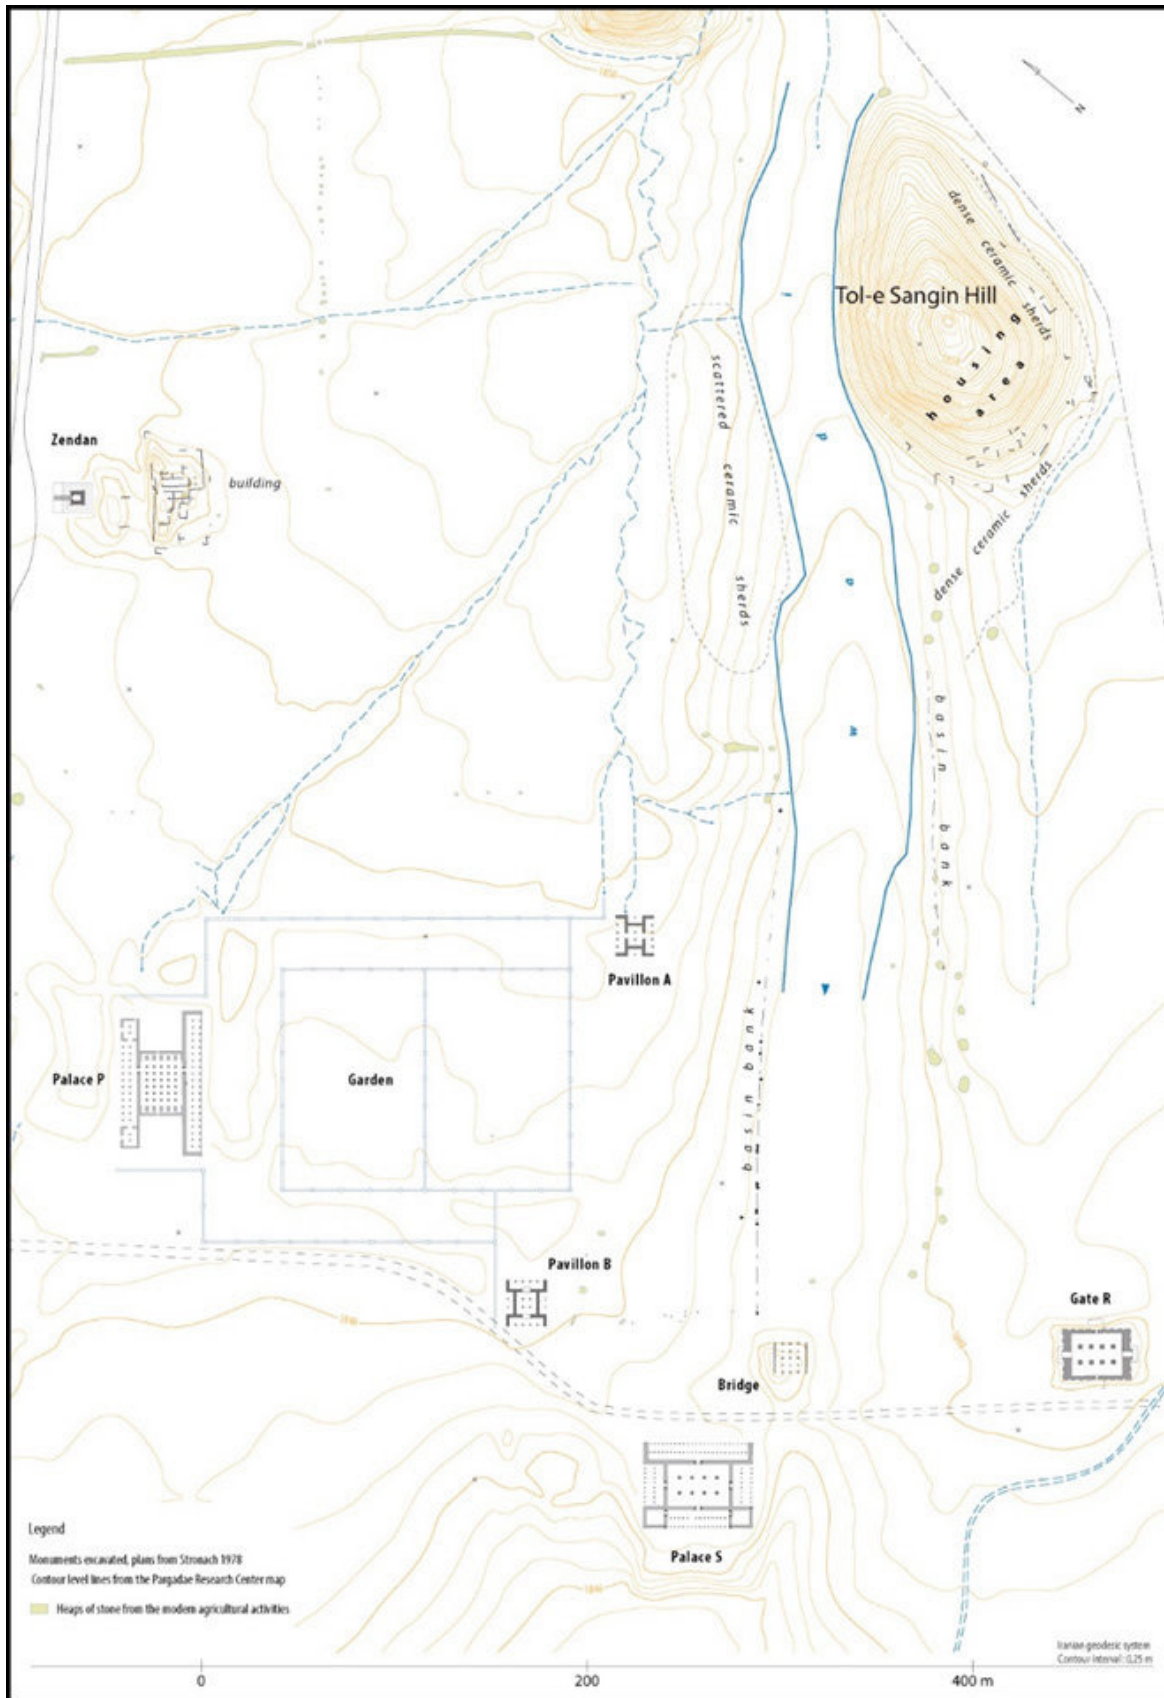 1850
N
dense ceramic sherds
Tol-e Sangin Hill
housing
area
scattered ceramic sherds
Zendan
building
dense ceramic sherds
w a d i
basin bank
Pavillon A
basin bank
Palace P
Garden
Pavillon B
Gate R
Bridge
Palace S
Legend
Monuments excavated, plans from Stronach 1978
Contour level lines from the Pargadae Research Center map
Heaps of stone from the modern agricultural activities
Iranian geodesic system
Contour Interval : 0,25 m
0 200 400 m